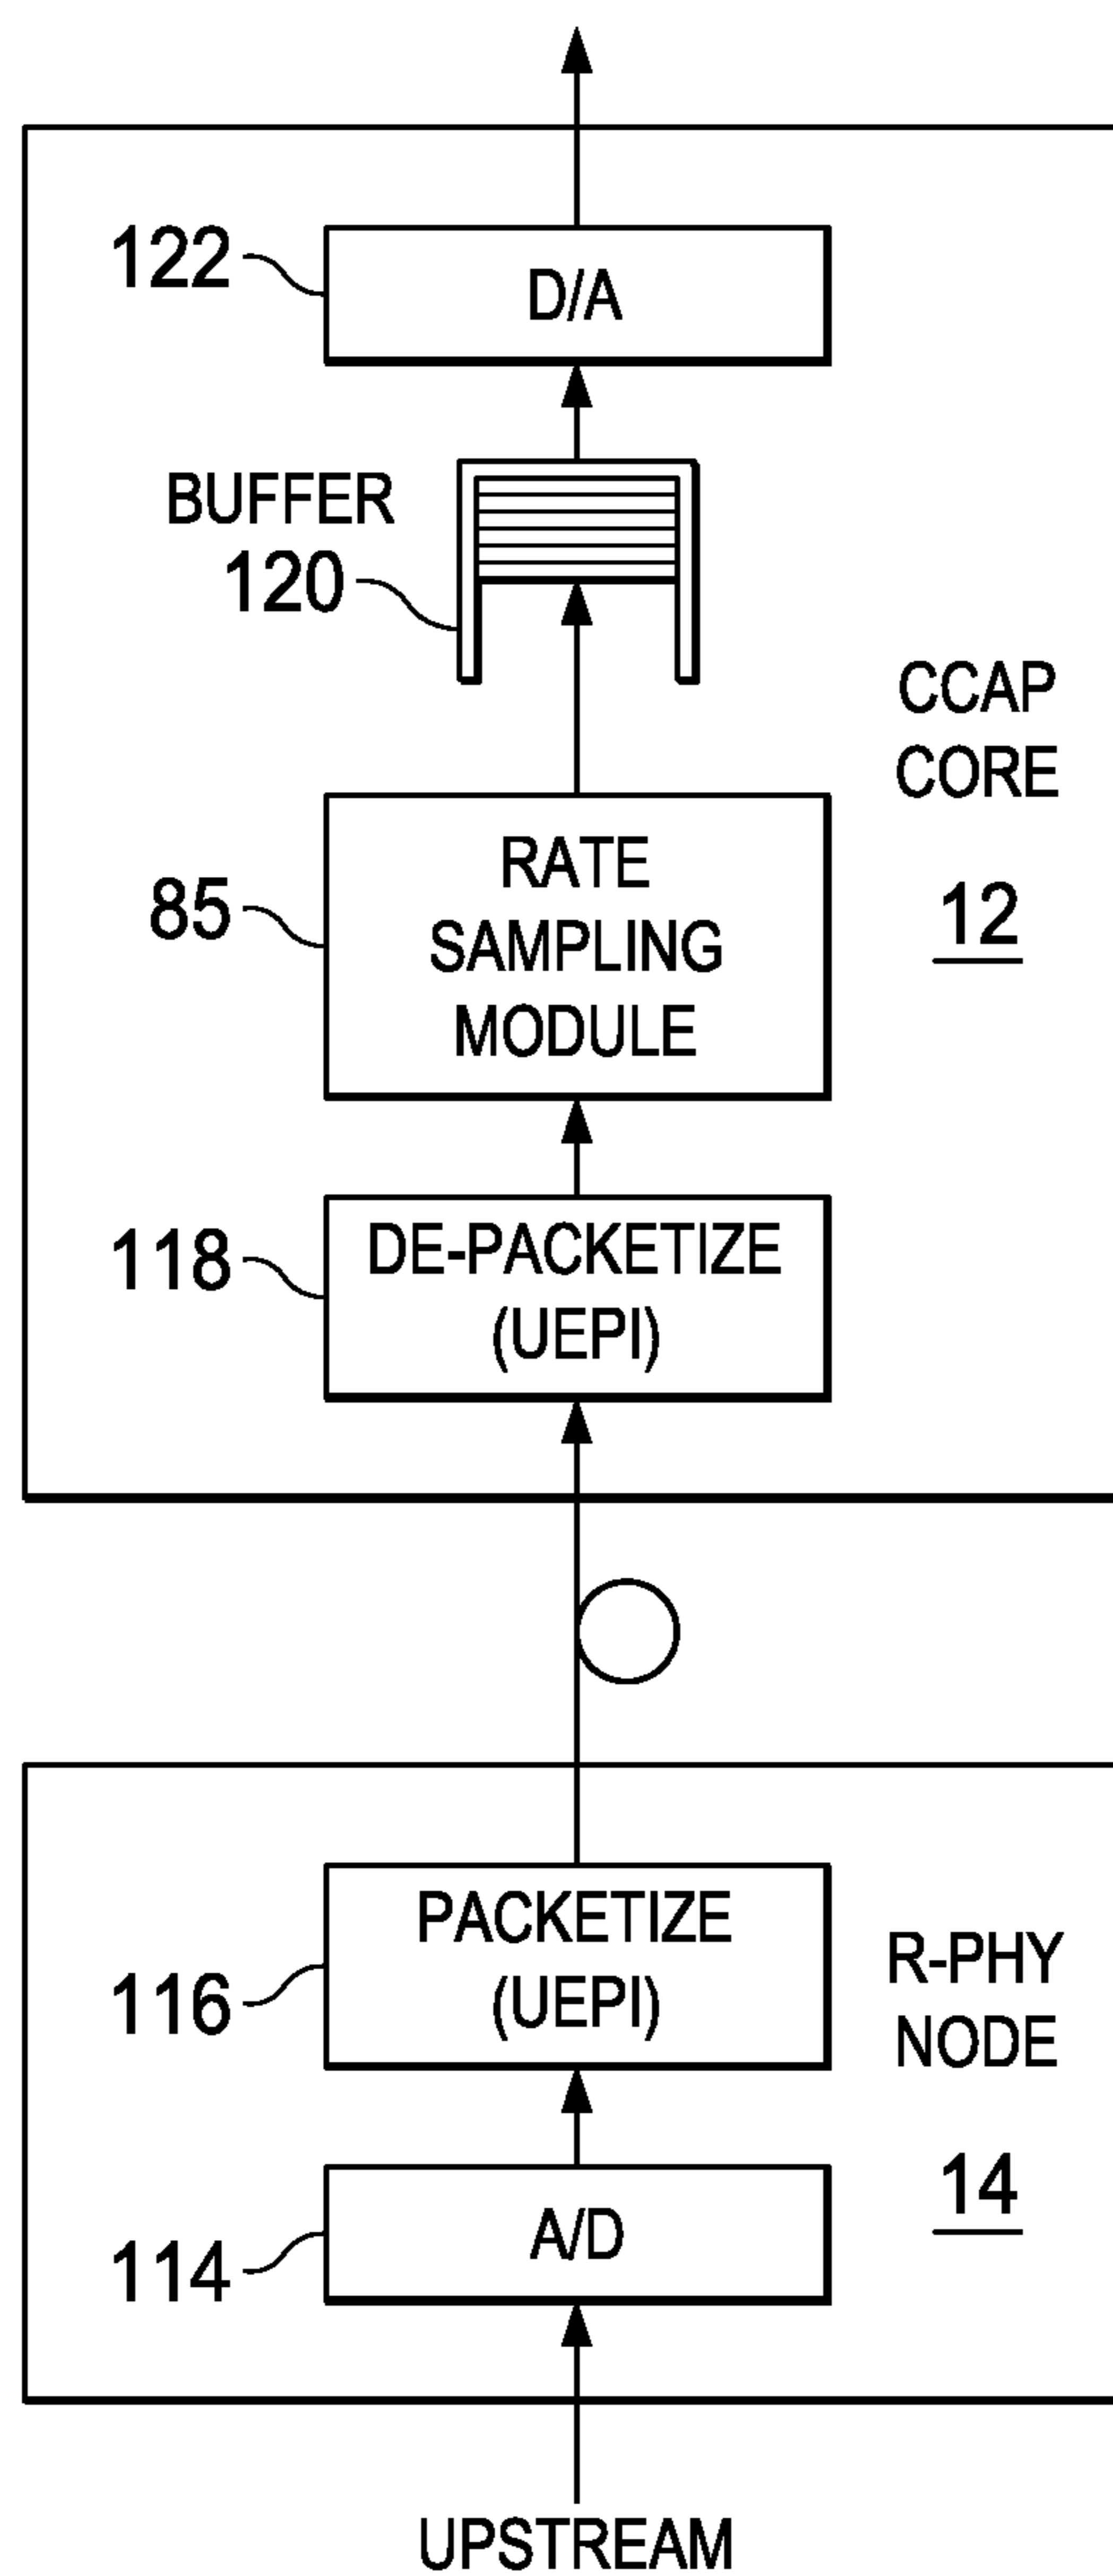 122
D/A
BUFFER
120
CCAP
CORE
12
85
RATE
SAMPLING
MODULE
118
DE-PACKETIZE
(UEPI)
116
PACKETIZE
(UEPI)
R-PHY
NODE
14
114
A/D
UPSTREAM